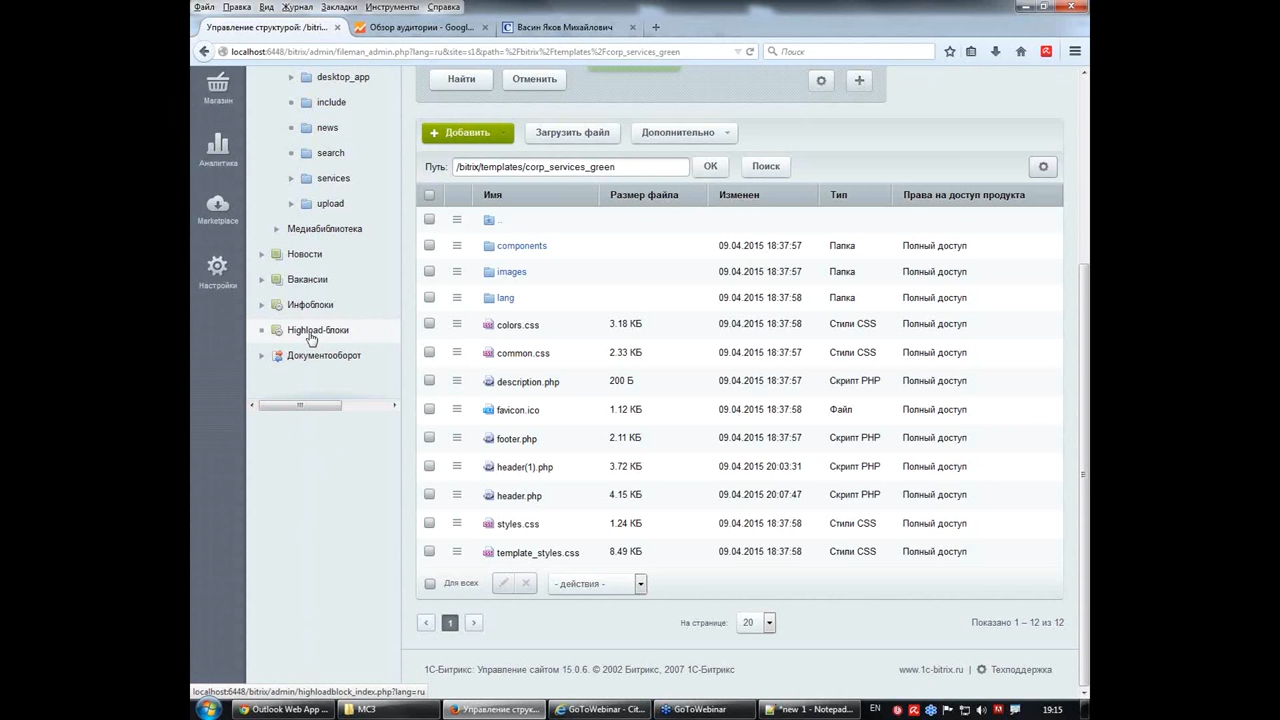 Файл Правка Вид Журнал Закладки Инструменты Справка
Управление структурой: /bitri... × Обзор аудитории - Googl... × Васин Яков Михайлович × +
localhost:6448/bitrix/admin/fileman_admin.php?lang=ru&site=s1&path=%2Fbitrix%2Ftemplates%2Fcorp_services_green
Поиск
Магазин
Аналитика
Marketplace
Настройки
desktop_app
include
news
search
services
upload
Медиабиблиотека
Новости
Вакансии
Инфоблоки
Highload-блоки
Документооборот
Найти Отменить
+ Добавить Загрузить файл Дополнительно
Путь: /bitrix/templates/corp_services_green OK Поиск
Имя Размер файла Изменен Тип Права на доступ продукта
..
components 09.04.2015 18:37:57 Папка Полный доступ
images 09.04.2015 18:37:57 Папка Полный доступ
lang 09.04.2015 18:37:58 Папка Полный доступ
colors.css 3.18 КБ 09.04.2015 18:37:58 Стили CSS Полный доступ
common.css 2.33 КБ 09.04.2015 18:37:57 Стили CSS Полный доступ
description.php 200 Б 09.04.2015 18:37:57 Скрипт PHP Полный доступ
favicon.ico 1.12 КБ 09.04.2015 18:37:58 Файл Полный доступ
footer.php 2.11 КБ 09.04.2015 18:37:57 Скрипт PHP Полный доступ
header(1).php 3.72 КБ 09.04.2015 20:03:31 Скрипт PHP Полный доступ
header.php 4.15 КБ 09.04.2015 20:07:47 Скрипт PHP Полный доступ
styles.css 1.24 КБ 09.04.2015 18:37:58 Стили CSS Полный доступ
template_styles.css 8.49 КБ 09.04.2015 18:37:58 Стили CSS Полный доступ
Для всех - действия -
1 На странице: 20 Показано 1 – 12 из 12
1С-Битрикс: Управление сайтом 15.0.6. © 2002 Битрикс, 2007 1С-Битрикс www.1c-bitrix.ru Техподдержка
localhost:6448/bitrix/admin/highloadblock_index.php?lang=ru
Outlook Web App ... МС3 Управление струк... GoToWebinar - Cit... GoToWebinar *new 1 - Notepad... EN 19:15